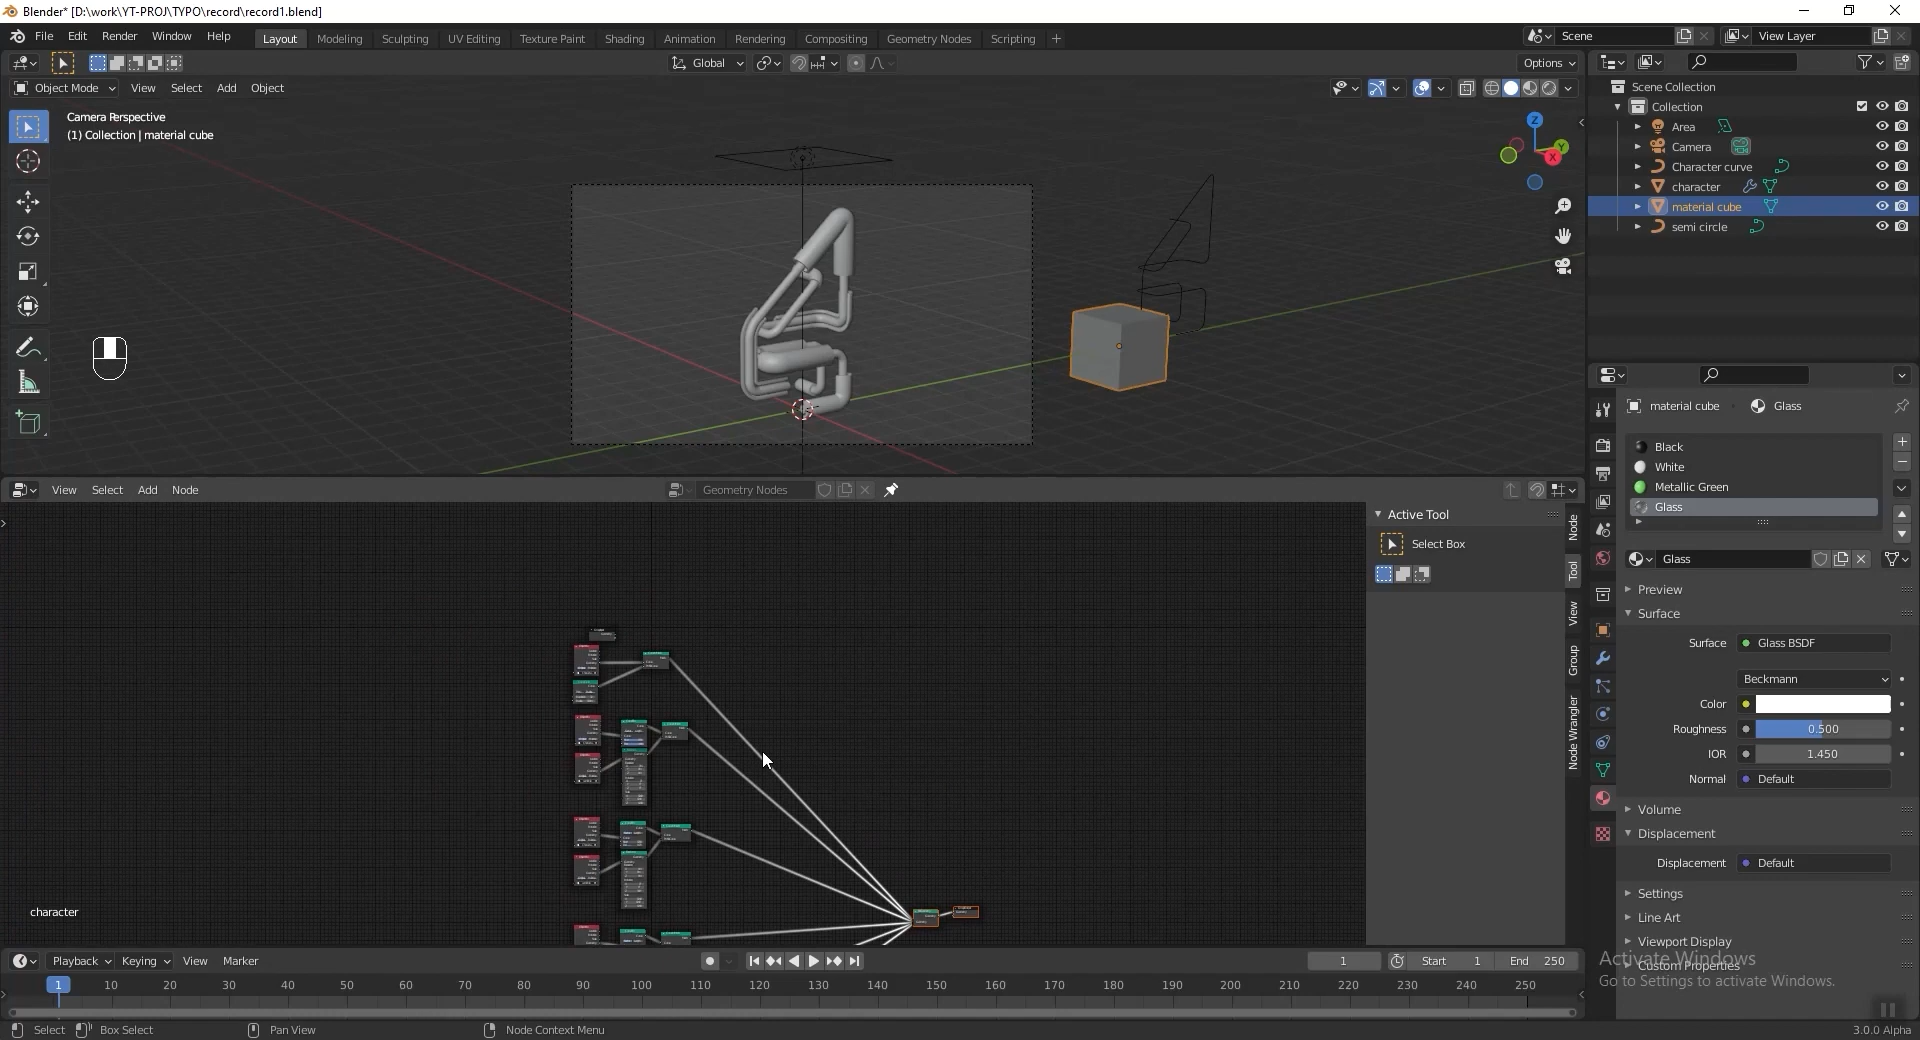 Blender* [D:\work\YT-PROJ\TYPO\record\record1.blend]
File Edit Render Window Help Layout Modeling Sculpting UV Editing Texture Paint Shading Animation Rendering Compositing Geometry Nodes Scripting + Scene View Layer
Global Options
Object Mode View Select Add Object
Camera Perspective
(1) Collection | material cube
Z
Y
X
Scene Collection
Collection
Area
Camera
Character curve
character
material cube
semi circle
View Select Add Node Geometry Nodes
Active Tool
Select Box
Node
Tool
View
Group
Node Wrangler
character
material cube Glass
Black
White
Metallic Green
Glass
Glass
Preview
Surface
Surface Glass BSDF
Beckmann
Color
Roughness 0.500
IOR 1.450
Normal Default
Volume
Displacement
Displacement Default
Settings
Line Art
Viewport Display
Custom Properties
Activate Windows
Go to Settings to activate Windows.
Playback Keying View Marker 1 Start 1 End 250
1 10 20 30 40 50 60 70 80 90 100 110 120 130 140 150 160 170 180 190 200 210 220 230 240 250
Select Box Select Pan View Node Context Menu 3.0.0 Alpha